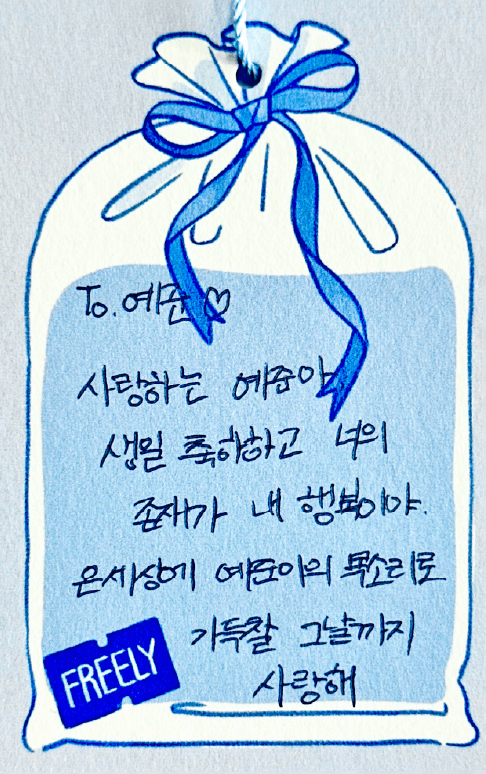 To. 예준♡
사랑하는 예준아
생일 축하하고 너의
존재가 내 행복이야.
온세상에 예준이의 목소리로
가득찰 그날까지
사랑해
FREELY